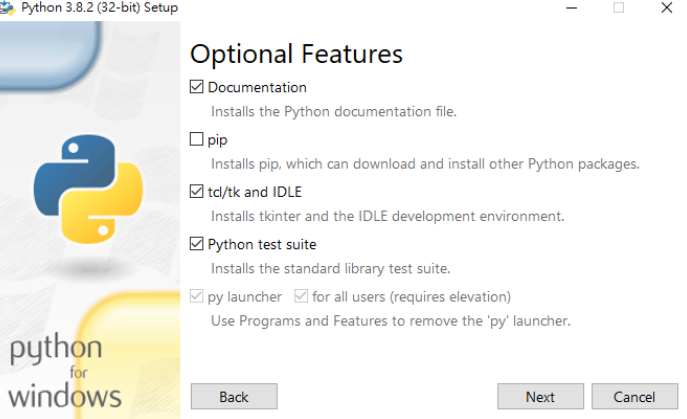 Python 3.8.2 (32-bit) Setup
Optional Features
Documentation
Installs the Python documentation file.
pip
Installs pip, which can download and install other Python packages.
tcl/tk and IDLE
Installs tkinter and the IDLE development environment.
Python test suite
Installs the standard library test suite.
py launcher for all users (requires elevation)
Use Programs and Features to remove the 'py' launcher.
python
for
windows
Back Next Cancel